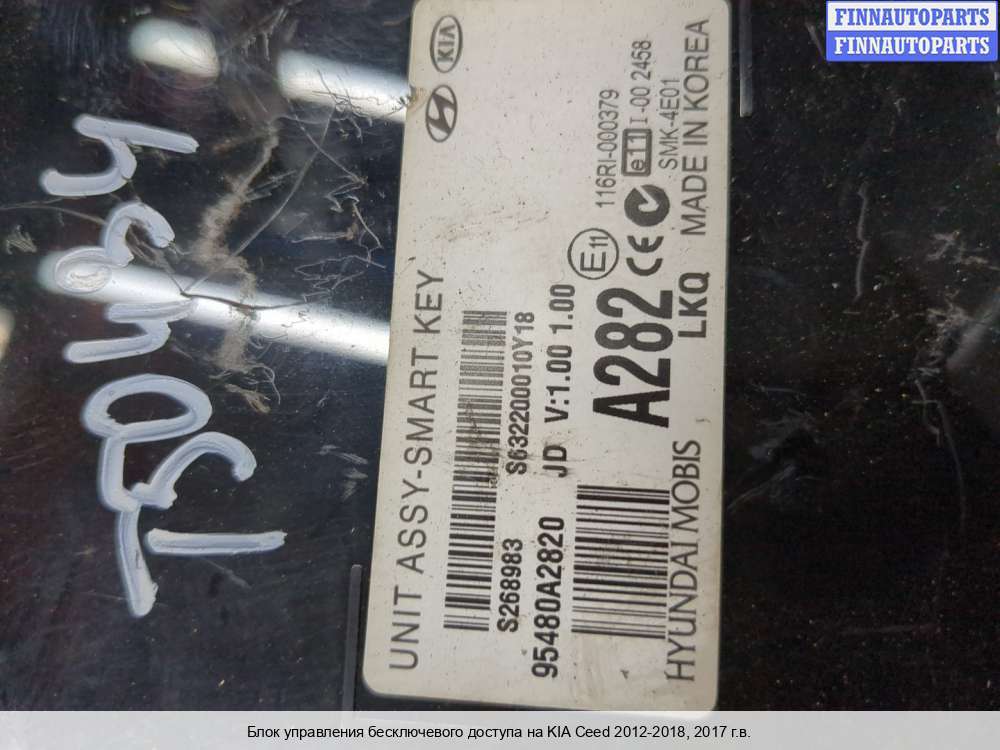 FINNAUTOPARTS
FINNAUTOPARTS
KIA
UNIT ASSY-SMART KEY
S268983 S632200010Y18
95480A2820 JD V:1.00 1.00
E11
116RI-000379
A282 CE e11 I-00 2458
SMK-4E01
HYUNDAI MOBIS LKQ MADE IN KOREA
Блок управления бесключевого доступа на KIA Ceed 2012-2018, 2017 г.в.